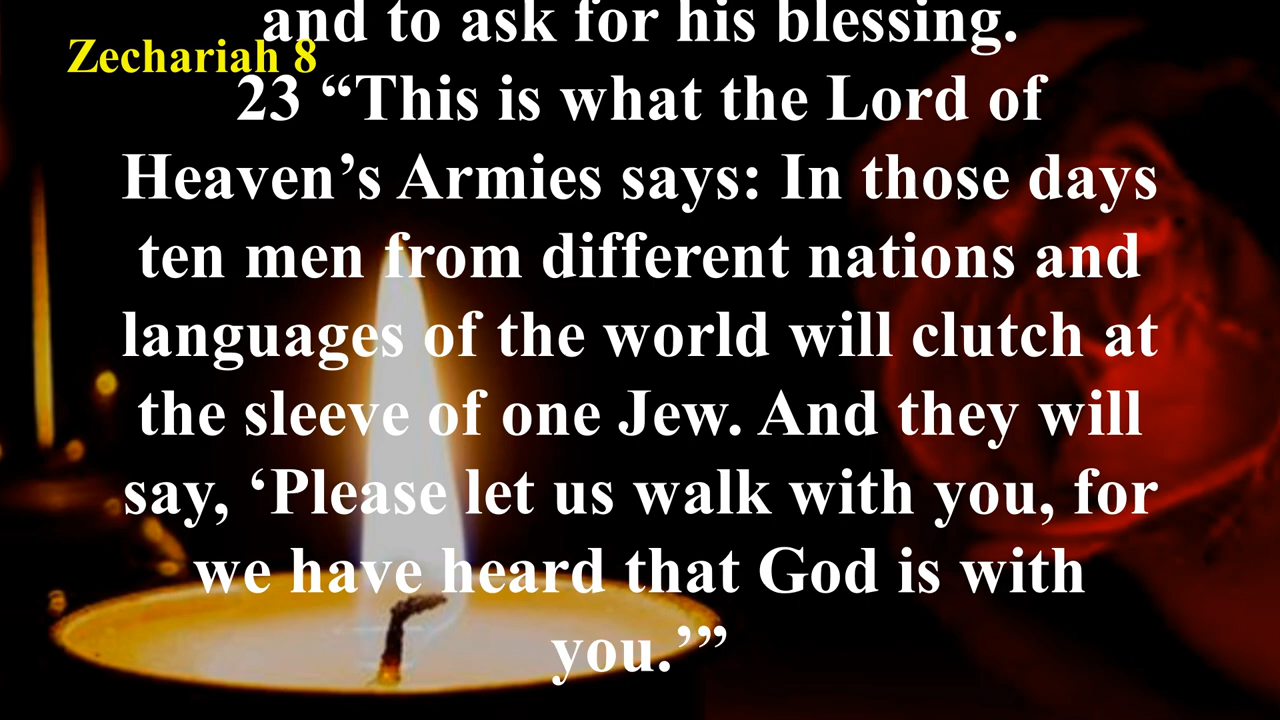 and to ask for his blessing.
Zechariah 8
23 “This is what the Lord of
Heaven’s Armies says: In those days
ten men from different nations and
languages of the world will clutch at
the sleeve of one Jew. And they will
say, ‘Please let us walk with you, for
we have heard that God is with
you.’”